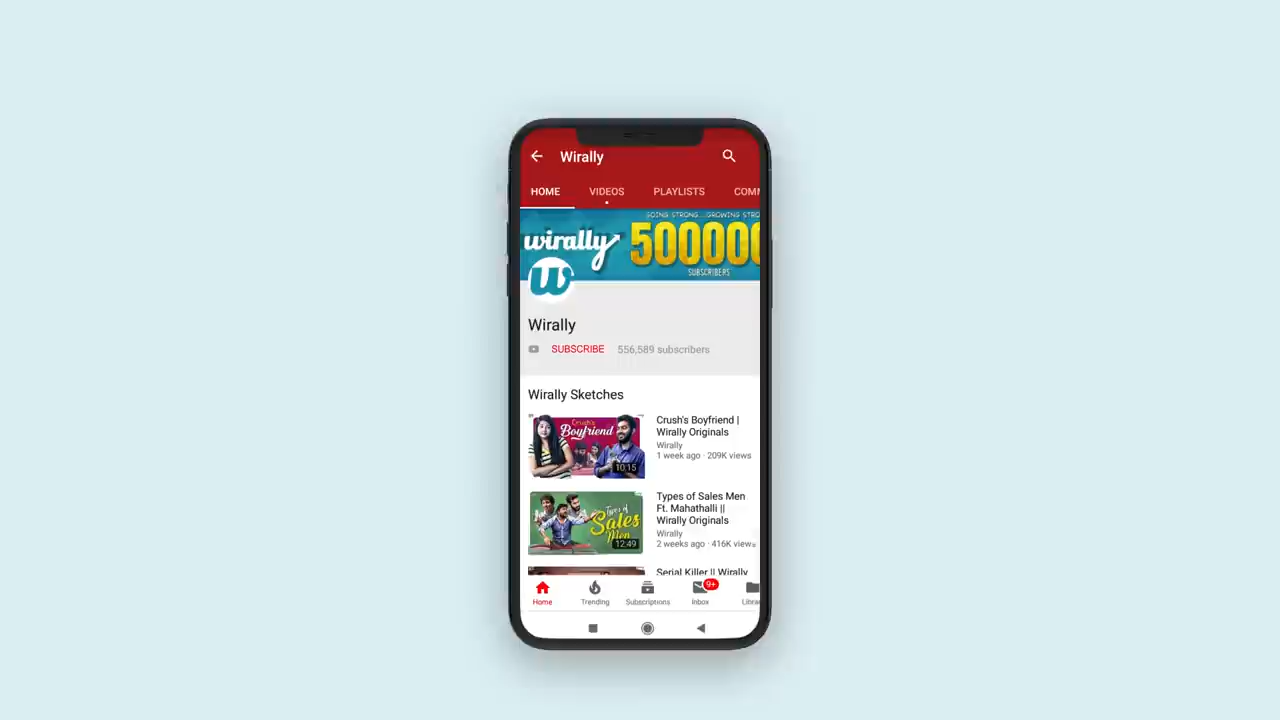 Wirally
HOME VIDEOS PLAYLISTS COMM
GOING STRONG...GROWING STRO
wirally 500000
SUBSCRIBERS
W
Wirally
SUBSCRIBE 556,589 subscribers
Wirally Sketches
Crush's
Boyfriend
10:15
Crush's Boyfriend |
Wirally Originals
Wirally
1 week ago · 209K views
Types of
Sales
Men
12:49
Types of Sales Men
Ft. Mahathalli ||
Wirally Originals
Wirally
2 weeks ago · 416K views
Serial Killer || Wirally
9+
Home Trending Subscriptions Inbox Librar